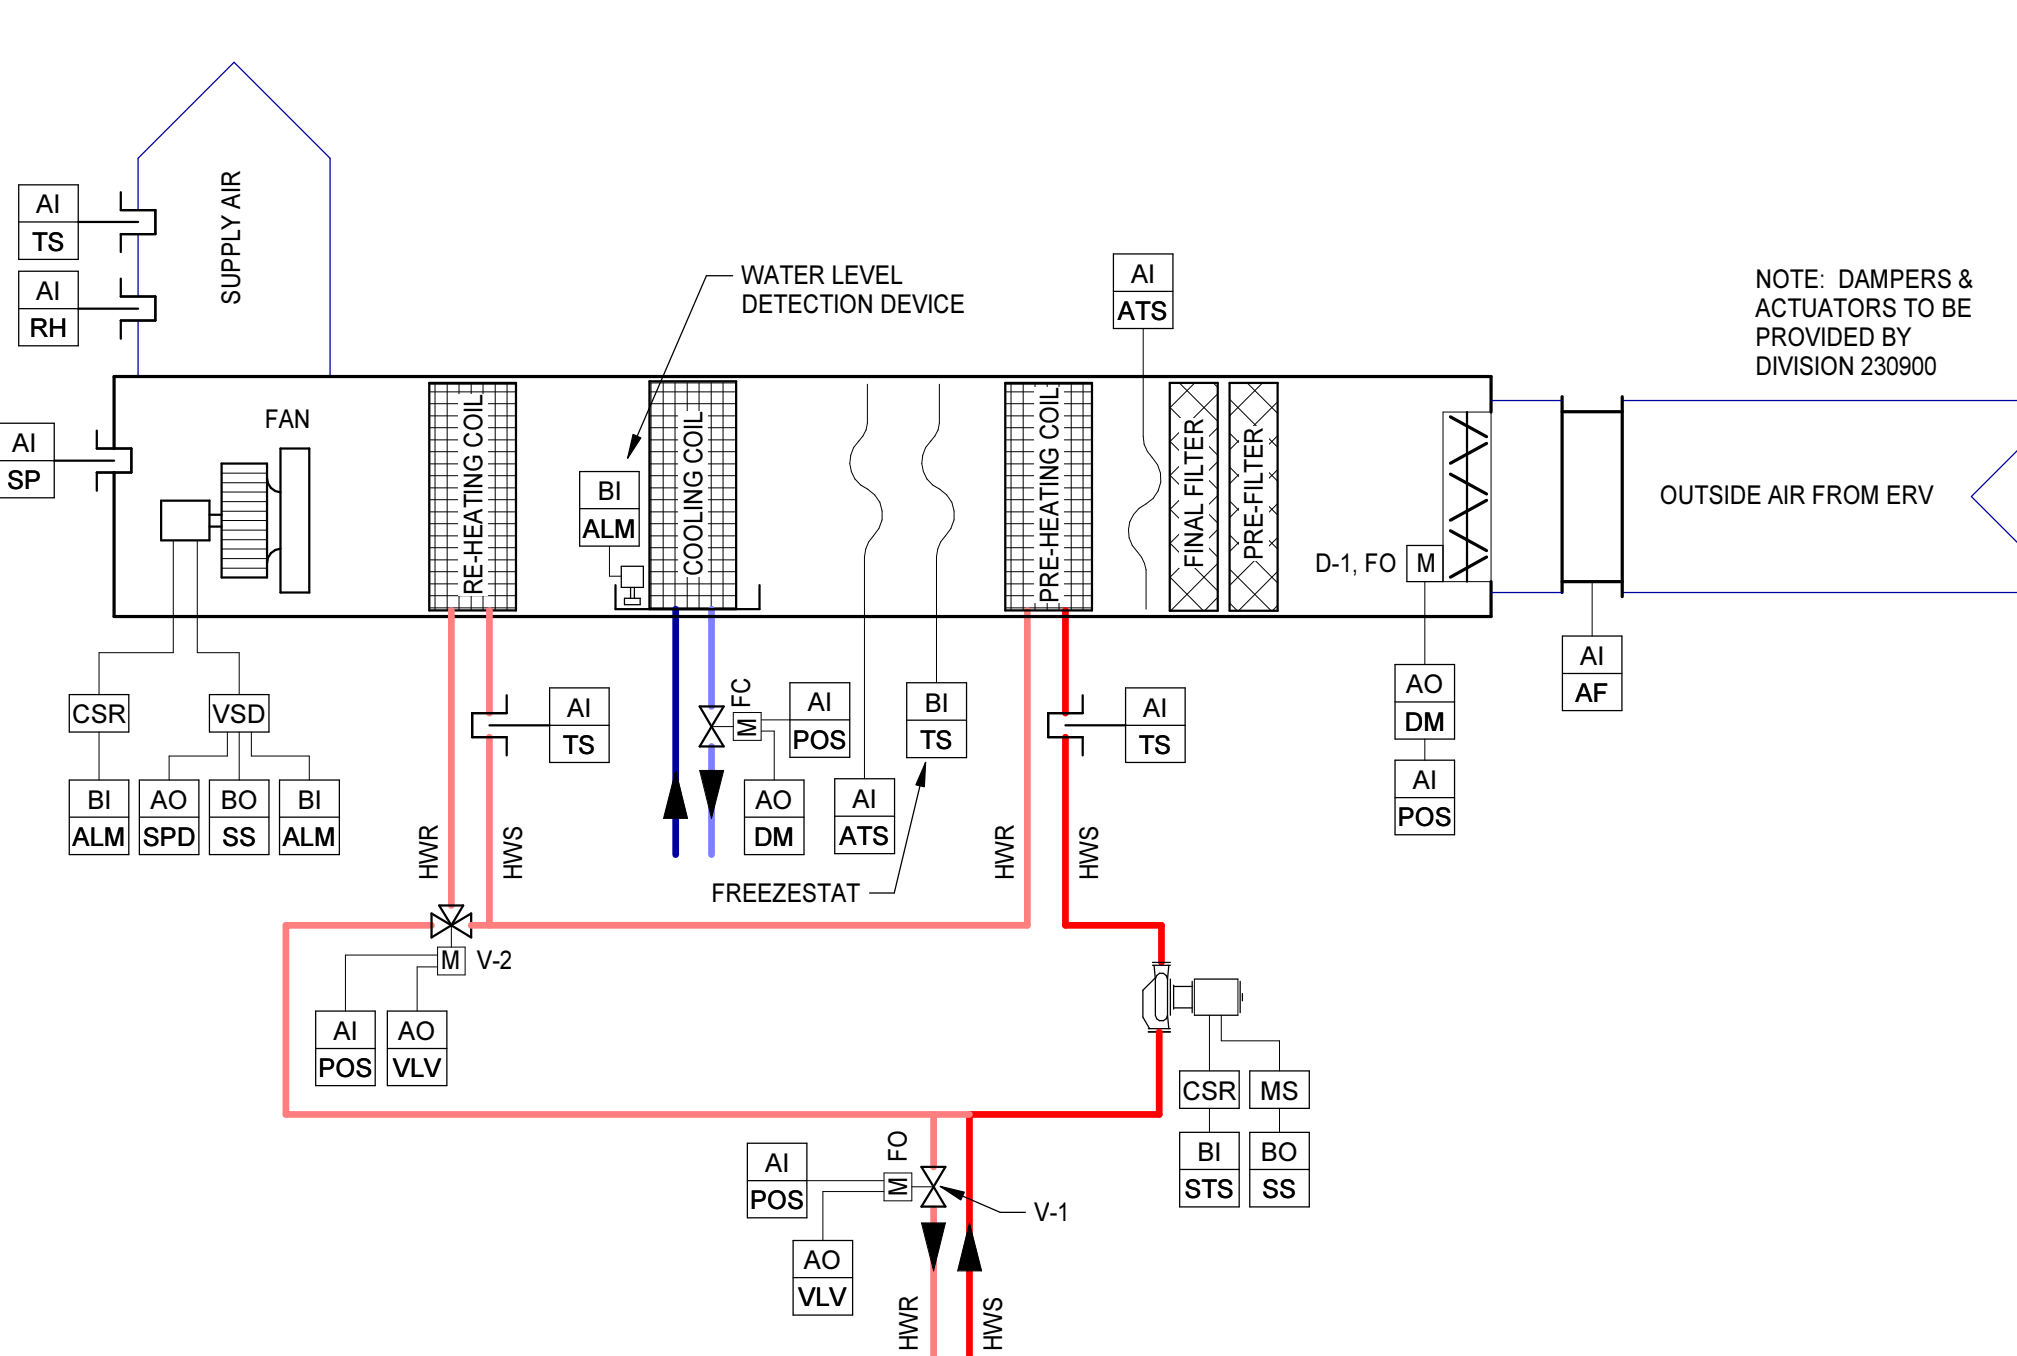 SUPPLY AIR
AI
TS
AI
RH
WATER LEVEL
DETECTION DEVICE
AI
ATS
NOTE:  DAMPERS &
ACTUATORS TO BE
PROVIDED BY
DIVISION 230900
AI
SP
FAN
RE-HEATING COIL
BI
ALM
COOLING COIL
PRE-HEATING COIL
FINAL FILTER
PRE-FILTER
D-1, FO
M
OUTSIDE AIR FROM ERV
AI
AF
CSR
VSD
BI
ALM
AO
SPD
BO
SS
BI
ALM
AI
TS
FC
M
AI
POS
AO
DM
AI
ATS
BI
TS
FREEZESTAT
AI
TS
AO
DM
AI
POS
HWR
HWS
HWR
HWS
M
V-2
AI
POS
AO
VLV
CSR
MS
BI
STS
BO
SS
AI
POS
FO
M
V-1
AO
VLV
HWR
HWS